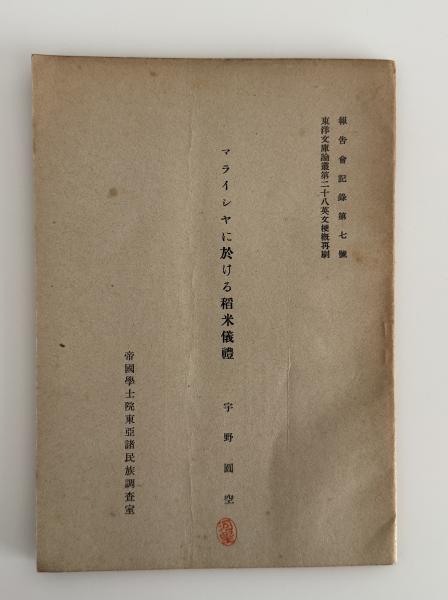 報告會記錄第七號
東洋文庫論叢第二十八英文梗概再刷
マライシヤに於ける稻米儀禮
宇野圓空
帝國學士院東亞諸民族調査室